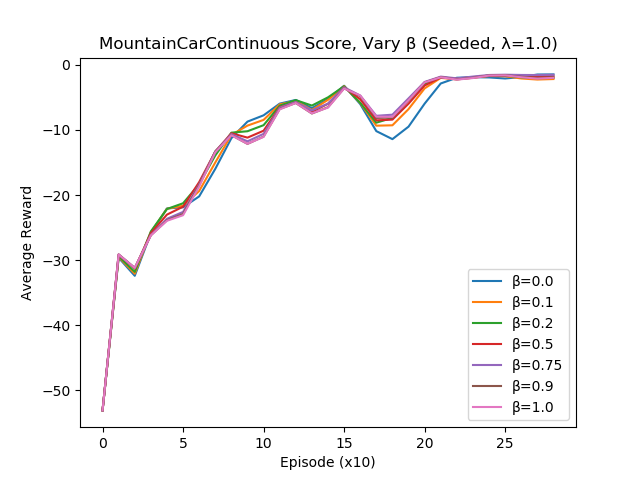 MountainCarContinuous Score, Vary β (Seeded, λ=1.0)
0
−10
−20
−30
−40
−50
Average Reward
0 5 10 15 20 25
Episode (x10)
β=0.0
β=0.1
β=0.2
β=0.5
β=0.75
β=0.9
β=1.0